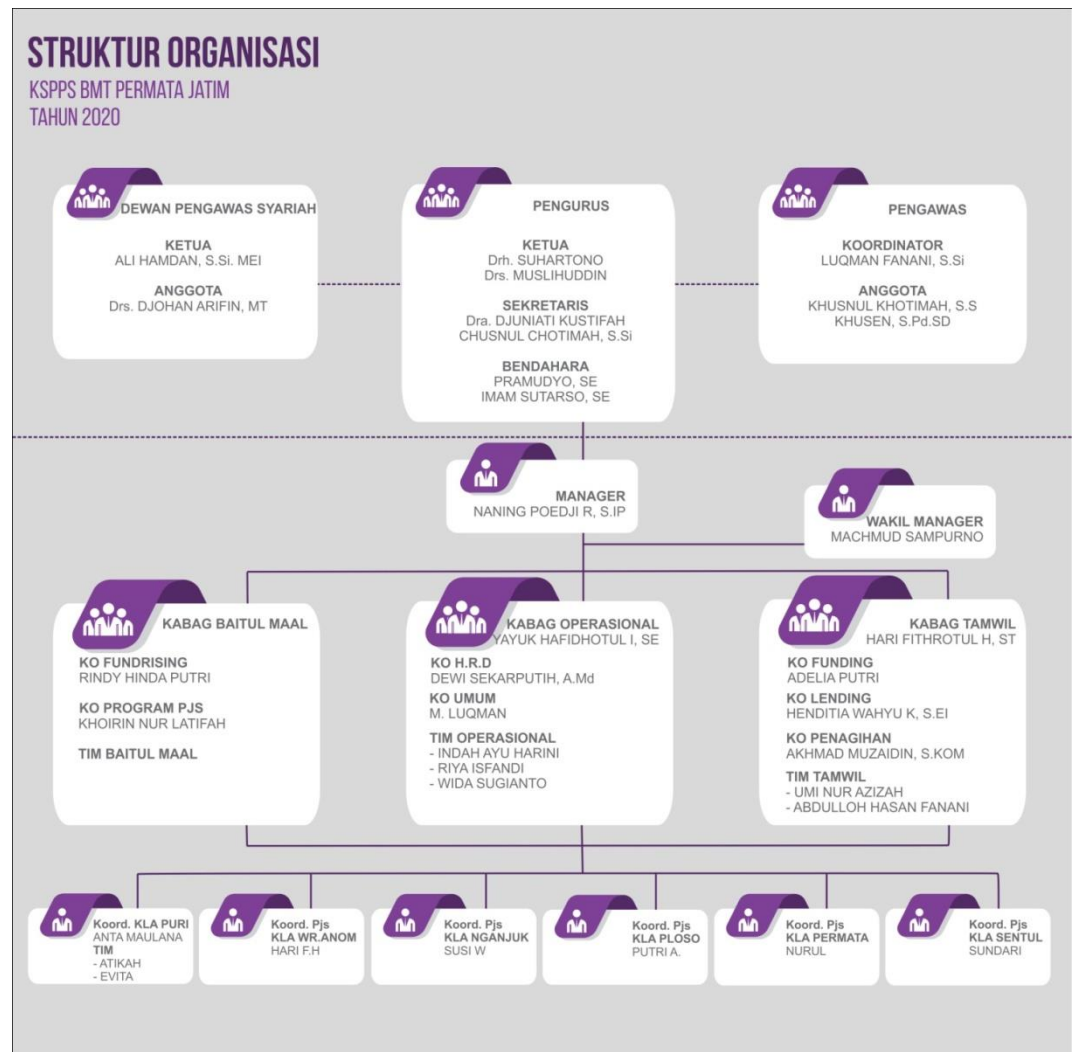 STRUKTUR ORGANISASI
KSPPS BMT PERMATA JATIM
TAHUN 2020
DEWAN PENGAWAS SYARIAH
KETUA
ALI HAMDAN, S.Si. MEI
ANGGOTA
Drs. DJOHAN ARIFIN, MT
PENGURUS
KETUA
Drh. SUHARTONO
Drs. MUSLIHUDDIN
SEKRETARIS
Dra. DJUNIATI KUSTIFAH
CHUSNUL CHOTIMAH, S.Si
BENDAHARA
PRAMUDYO, SE
IMAM SUTARSO, SE
PENGAWAS
KOORDINATOR
LUQMAN FANANI, S.Si
ANGGOTA
KHUSNUL KHOTIMAH, S.S
KHUSEN, S.Pd.SD
MANAGER
NANING POEDJI R, S.IP
WAKIL MANAGER
MACHMUD SAMPURNO
KABAG BAITUL MAAL
KO FUNDRISING
RINDY HINDA PUTRI
KO PROGRAM PJS
KHOIRIN NUR LATIFAH
TIM BAITUL MAAL
KABAG OPERASIONAL
YAYUK HAFIDHOTUL I, SE
KO H.R.D
DEWI SEKARPUTIH, A.Md
KO UMUM
M. LUQMAN
TIM OPERASIONAL
- INDAH AYU HARINI
- RIYA ISFANDI
- WIDA SUGIANTO
KABAG TAMWIL
HARI FITHROTUL H, ST
KO FUNDING
ADELIA PUTRI
KO LENDING
HENDITIA WAHYU K, S.EI
KO PENAGIHAN
AKHMAD MUZAIDIN, S.KOM
TIM TAMWIL
- UMI NUR AZIZAH
- ABDULLOH HASAN FANANI
Koord. KLA PURI
ANTA MAULANA
TIM
- ATIKAH
- EVITA
Koord. Pjs
KLA WR.ANOM
HARI F.H
Koord. Pjs
KLA NGANJUK
SUSI W
Koord. Pjs
KLA PLOSO
PUTRI A.
Koord. Pjs
KLA PERMATA
NURUL
Koord. Pjs
KLA SENTUL
SUNDARI